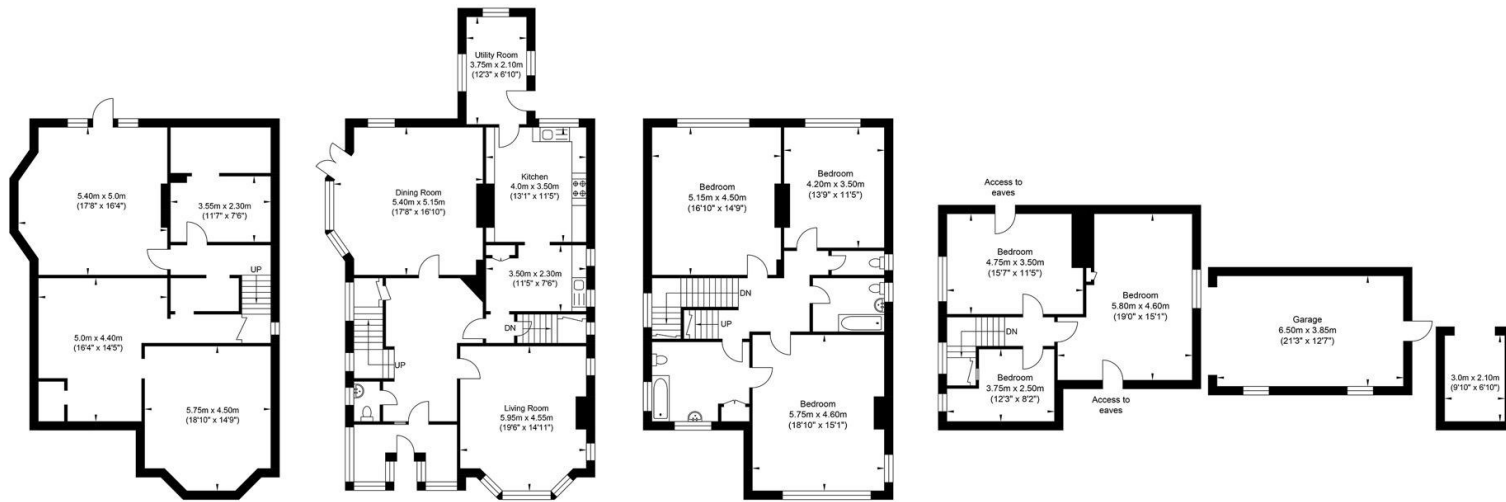 5.40m x 5.0m
(17'8" x 16'4")
3.55m x 2.30m
(11'7" x 7'6")
UP
5.0m x 4.40m
(16'4" x 14'5")
5.75m x 4.50m
(18'10" x 14'9")
Utility Room
3.75m x 2.10m
(12'3" x 6'10")
Dining Room
5.40m x 5.15m
(17'8" x 16'10")
Kitchen
4.0m x 3.50m
(13'1" x 11'5")
3.50m x 2.30m
(11'5" x 7'6")
DN
UP
Living Room
5.95m x 4.55m
(19'6" x 14'11")
Bedroom
5.15m x 4.50m
(16'10" x 14'9")
Bedroom
4.20m x 3.50m
(13'9" x 11'5")
DN
UP
Bedroom
5.75m x 4.60m
(18'10" x 15'1")
Access to
eaves
Bedroom
4.75m x 3.50m
(15'7" x 11'5")
Bedroom
5.80m x 4.60m
(19'0" x 15'1")
DN
Bedroom
3.75m x 2.50m
(12'3" x 8'2")
Access to
eaves
Garage
6.50m x 3.85m
(21'3" x 12'7")
3.0m x 2.10m
(9'10" x 6'10")